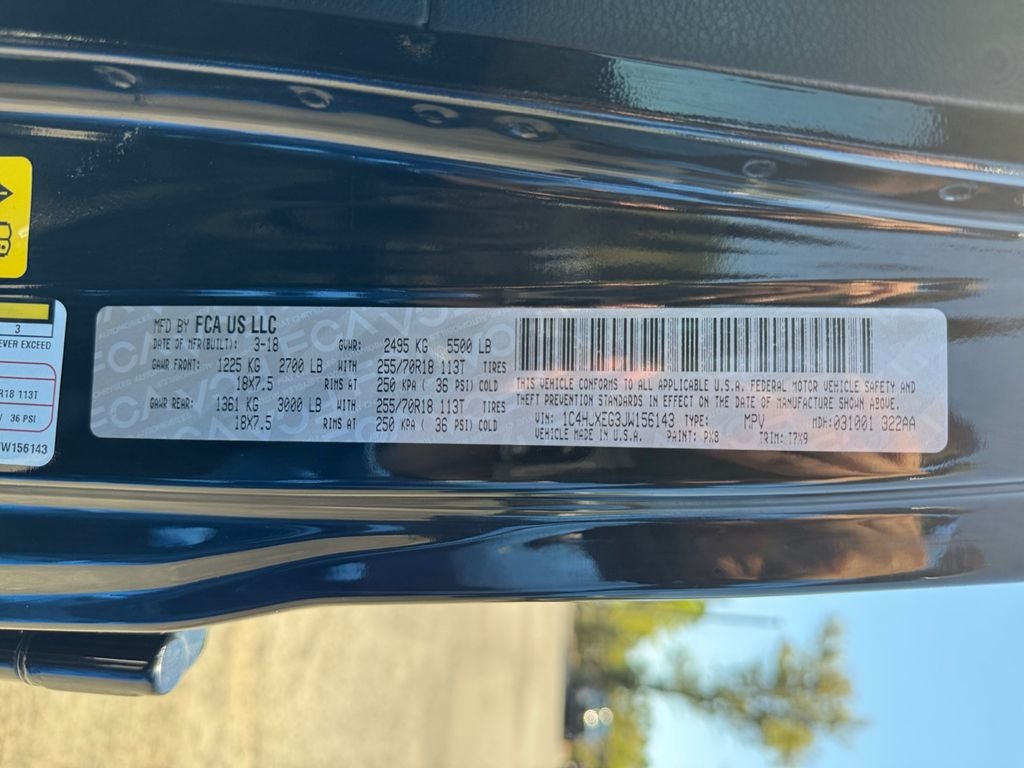 MFD BY FCA US LLC
DATE OF MFR(BUILT): 3-18 GVWR: 2495 KG 5500 LB
GAWR FRONT: 1225 KG 2700 LB WITH 255/70R18 113T TIRES
18X7.5 RIMS AT 250 KPA ( 36 PSI) COLD
GAWR REAR: 1361 KG 3000 LB WITH 255/70R18 113T TIRES
18X7.5 RIMS AT 250 KPA ( 36 PSI) COLD
THIS VEHICLE CONFORMS TO ALL APPLICABLE U.S.A. FEDERAL MOTOR VEHICLE SAFETY AND
THEFT PREVENTION STANDARDS IN EFFECT ON THE DATE OF MANUFACTURE SHOWN ABOVE.
VIN: 1C4HJXEG3JW156143 TYPE: MPV MDH:031001 322AA
VEHICLE MADE IN U.S.A. PAINT: PX8 TRIM: T7X9
3
EVER EXCEED
R18 113T
36 PSI
W156143